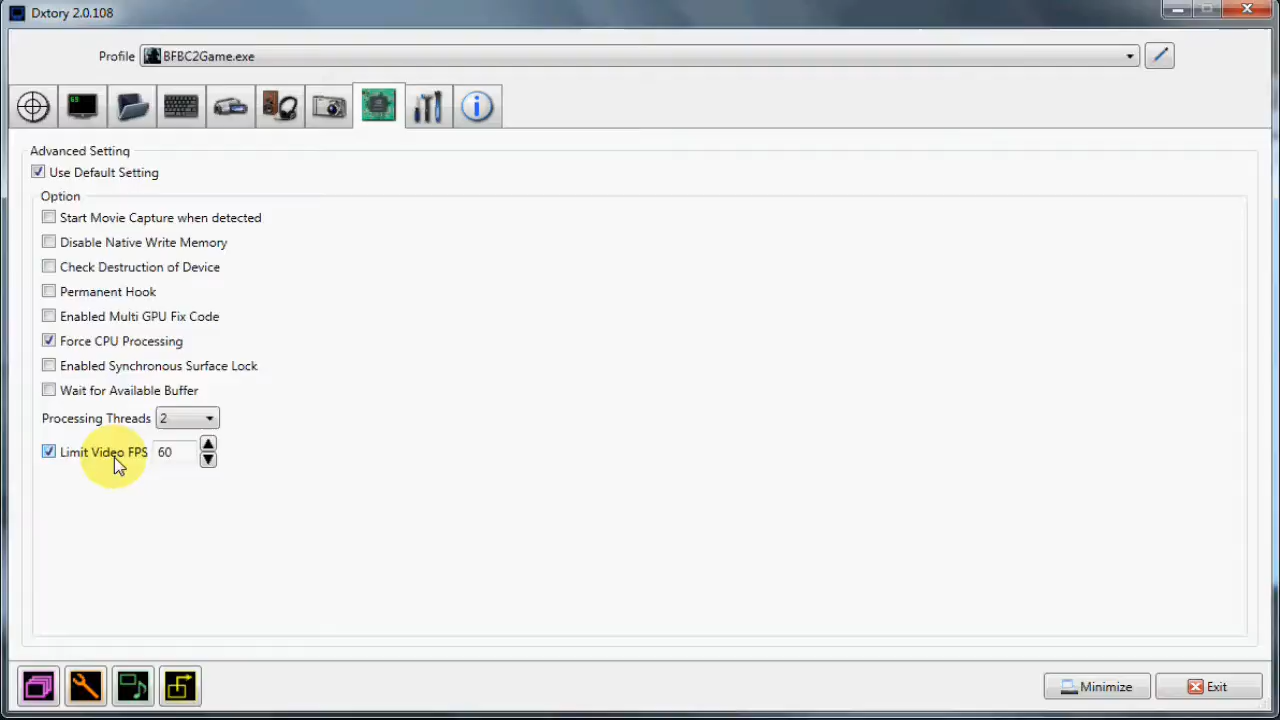 Dxtory 2.0.108
Profile BFBC2Game.exe
Advanced Setting
Use Default Setting
Option
Start Movie Capture when detected
Disable Native Write Memory
Check Destruction of Device
Permanent Hook
Enabled Multi GPU Fix Code
Force CPU Processing
Enabled Synchronous Surface Lock
Wait for Available Buffer
Processing Threads 2
Limit Video FPS 60
Minimize Exit